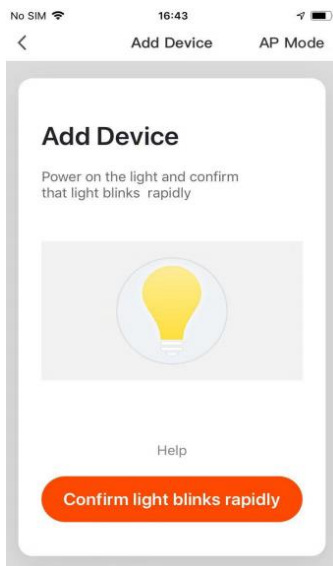 No SIM 16:43
Add Device AP Mode
Add Device
Power on the light and confirm
that light blinks rapidly
Help
Confirm light blinks rapidly